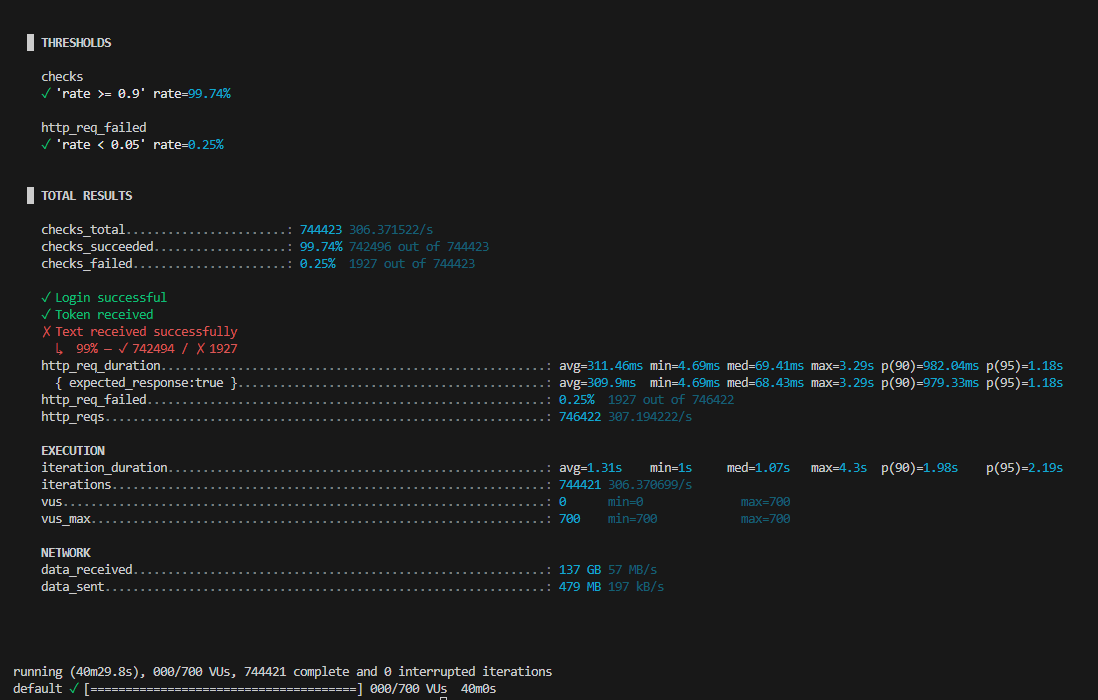 THRESHOLDS
checks
✓ 'rate >= 0.9' rate=99.74%
http_req_failed
✓ 'rate < 0.05' rate=0.25%
TOTAL RESULTS
checks_total.......................: 744423 306.371522/s
checks_succeeded...................: 99.74% 742496 out of 744423
checks_failed......................: 0.25% 1927 out of 744423
✓ Login successful
✓ Token received
✗ Text received successfully
↳ 99% — ✓ 742494 / ✗ 1927
http_req_duration.......................................................: avg=311.46ms min=4.69ms med=69.41ms max=3.29s p(90)=982.04ms p(95)=1.18s
{ expected_response:true }............................................: avg=309.9ms min=4.69ms med=68.43ms max=3.29s p(90)=979.33ms p(95)=1.18s
http_req_failed.........................................................: 0.25% 1927 out of 746422
http_reqs...............................................................: 746422 307.194222/s
EXECUTION
iteration_duration......................................................: avg=1.31s min=1s med=1.07s max=4.3s p(90)=1.98s p(95)=2.19s
iterations..............................................................: 744421 306.370699/s
vus.....................................................................: 0 min=0 max=700
vus_max.................................................................: 700 min=700 max=700
NETWORK
data_received...........................................................: 137 GB 57 MB/s
data_sent...............................................................: 479 MB 197 kB/s
running (40m29.8s), 000/700 VUs, 744421 complete and 0 interrupted iterations
default ✓ [======================================] 000/700 VUs 40m0s